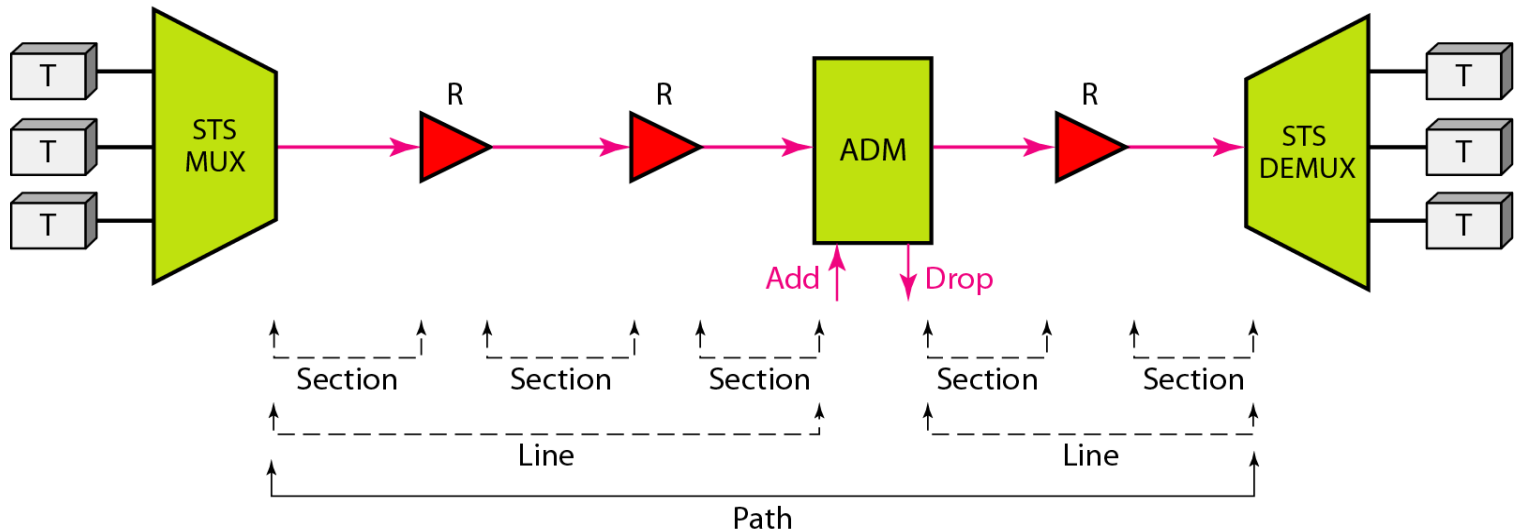 R
R
R
T
T
T
STS
MUX
ADM
STS
DEMUX
T
T
T
Add
Drop
Section
Section
Section
Section
Section
Line
Line
Path